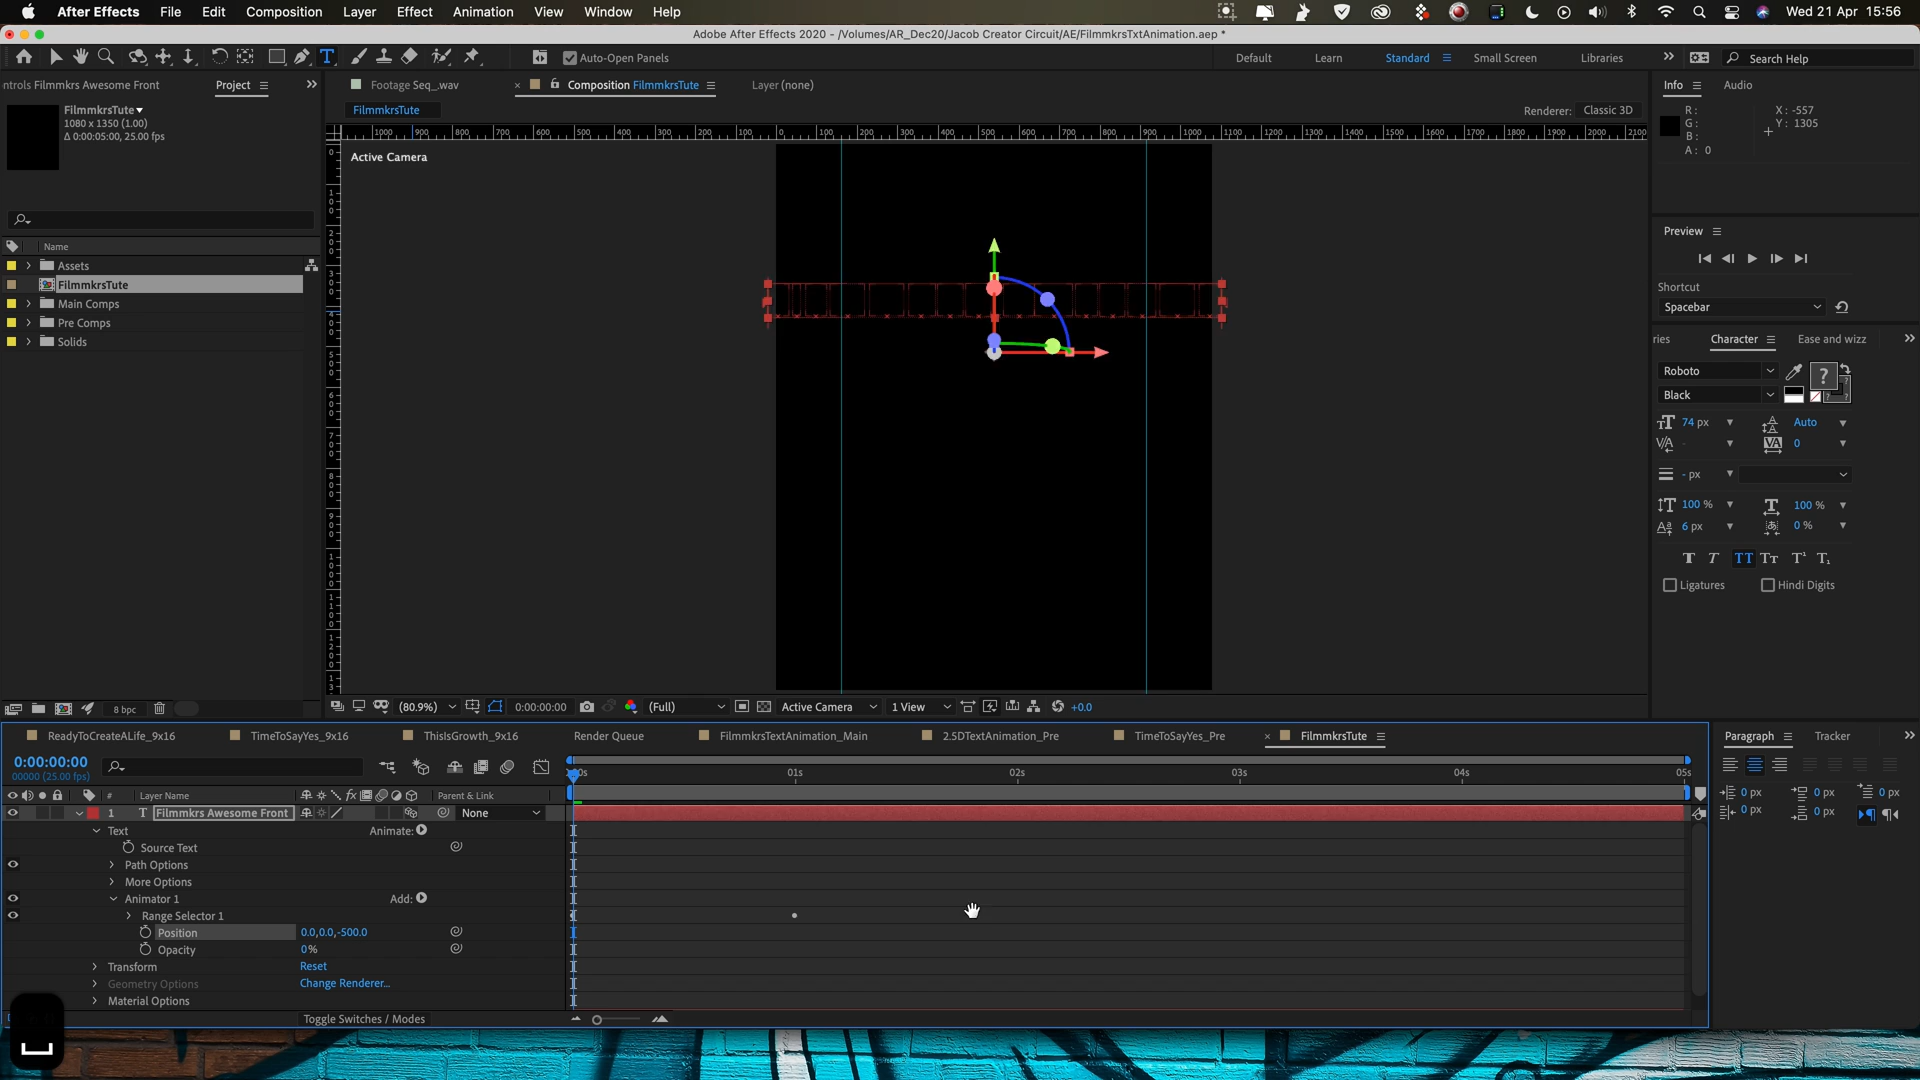 After Effects File Edit Composition Layer Effect Animation View Window Help Wed 21 Apr 15:56
Adobe After Effects 2020 - /Volumes/AR_Dec20/Jacob Creator Circuit/AE/FilmmkrsTxtAnimation.aep *
Auto-Open Panels Default Learn Standard Small Screen Libraries Search Help
ntrols Filmmkrs Awesome Front Project Footage Seq_.wav Composition FilmmkrsTute Layer (none) Info Audio
FilmmkrsTute
1080 x 1350 (1.00)
Δ 0:00:05:00, 25.00 fps
FilmmkrsTute Renderer: Classic 3D
R:
G:
B:
A: 0
X: -557
Y: 1305
Active Camera
Name
Assets
FilmmkrsTute
Main Comps
Pre Comps
Solids
Preview
Shortcut
Spacebar
ries Character Ease and wizz
Roboto
Black
74 px Auto
- 0
- px
100 % 100 %
6 px 0 %
Ligatures Hindi Digits
8 bpc (80.9%) 0:00:00:00 (Full) Active Camera 1 View +0.0
ReadyToCreateALife_9x16 TimeToSayYes_9x16 ThisIsGrowth_9x16 Render Queue FilmmkrsTextAnimation_Main 2.5DTextAnimation_Pre TimeToSayYes_Pre FilmmkrsTute
Paragraph Tracker
0:00:00:00
00000 (25.00 fps)
01s 02s 03s 04s 05s
# Layer Name Parent & Link
1 T Filmmkrs Awesome Front None
Text Animate:
Source Text
Path Options
More Options
Animator 1 Add:
Range Selector 1
Position 0.0,0.0,-500.0
Opacity 0%
Transform Reset
Geometry Options Change Renderer...
Material Options
Toggle Switches / Modes
0 px 0 px 0 px
0 px 0 px